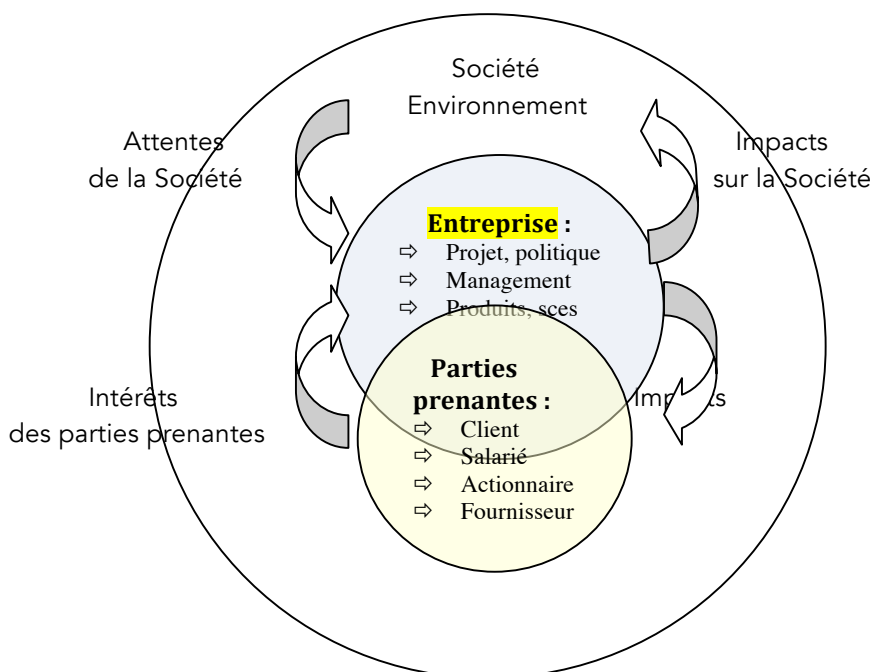 Société
Environnement
Attentes
de la Société
Impacts
sur la Société
Entreprise :
⇨ Projet, politique
⇨ Management
⇨ Produits, sces
Parties
prenantes :
⇨ Client
⇨ Salarié
⇨ Actionnaire
⇨ Fournisseur
Intérêts
des parties prenantes
Impacts